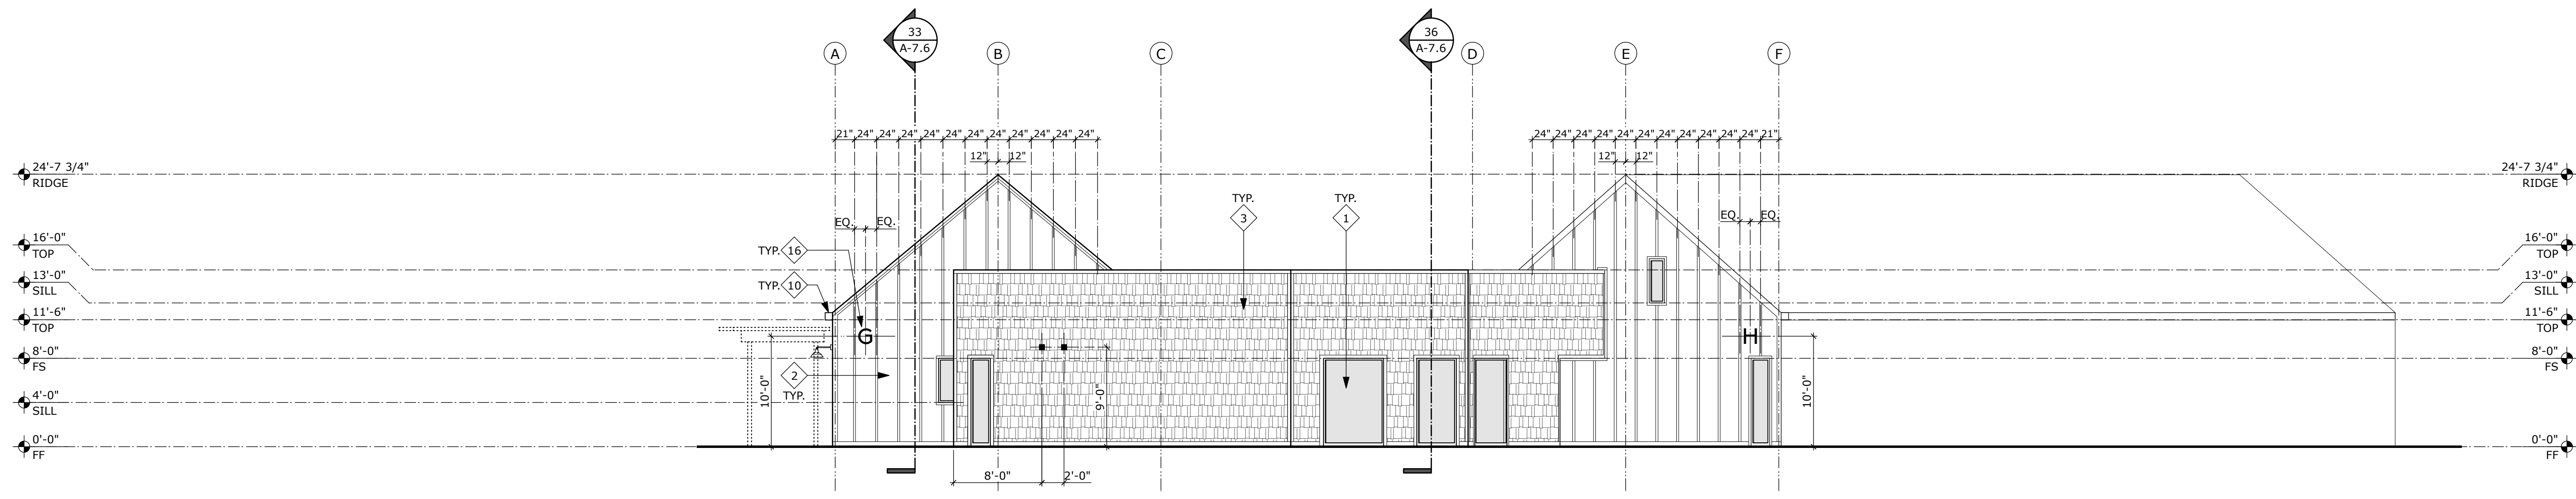 33
A-7.6
36
A-7.6
A
B
C
D
E
F
21" 24" 24" 24" 24" 24" 24" 24" 24" 24" 24" 24"
24" 24" 24" 24" 24" 24" 24" 24" 24" 24" 24" 21"
12" 12"
12" 12"
24'-7 3/4"
RIDGE
24'-7 3/4"
RIDGE
TYP.
3
TYP.
1
EQ. EQ.
EQ. EQ.
16'-0"
TOP
TYP. 16
16'-0"
TOP
13'-0"
SILL
TYP. 10
13'-0"
SILL
11'-6"
TOP
11'-6"
TOP
G
H
8'-0"
FS
8'-0"
FS
2
TYP.
10'-0"
9'-0"
10'-0"
4'-0"
SILL
0'-0"
FF
0'-0"
FF
8'-0" 2'-0"